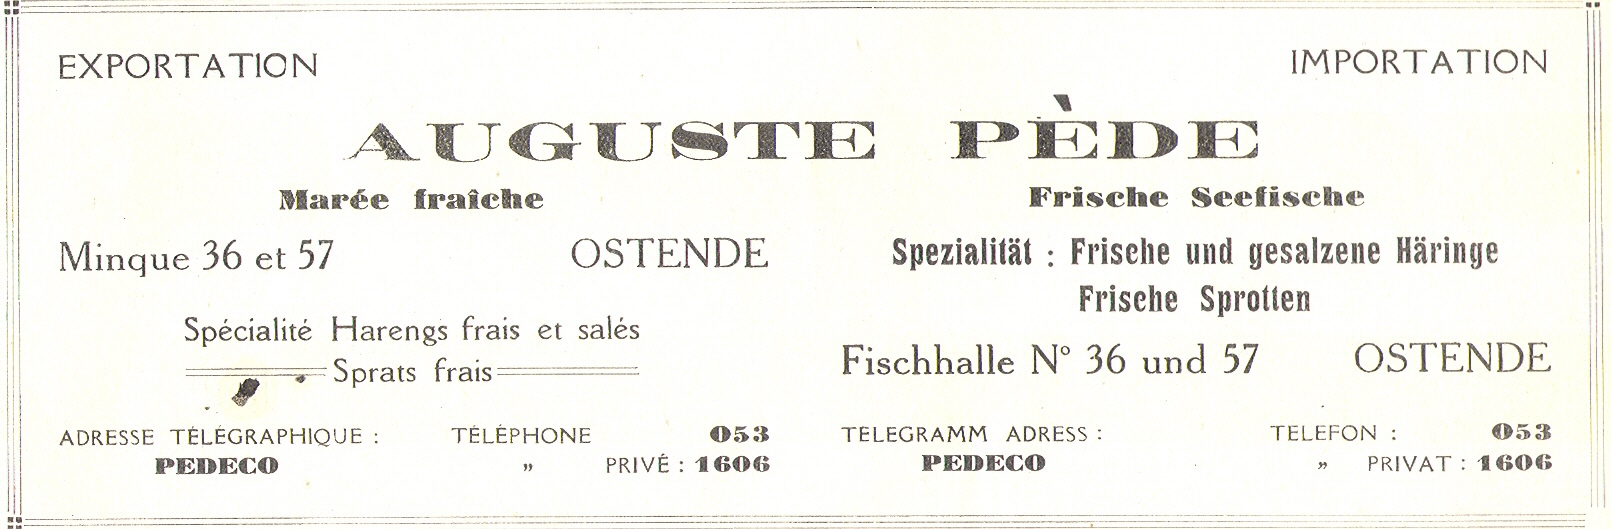 EXPORTATION
IMPORTATION
AUGUSTE PÈDE
Marée fraîche
Minque 36 et 57 OSTENDE
Spécialité Harengs frais et salés
Sprats frais
ADRESSE TÉLÉGRAPHIQUE : TÉLÉPHONE 053
PEDECO „ PRIVÉ : 1606
Frische Seefische
Spezialität : Frische und gesalzene Häringe
Frische Sprotten
Fischhalle N° 36 und 57 OSTENDE
TELEGRAMM ADRESS : TELEFON : 053
PEDECO „ PRIVAT : 1606